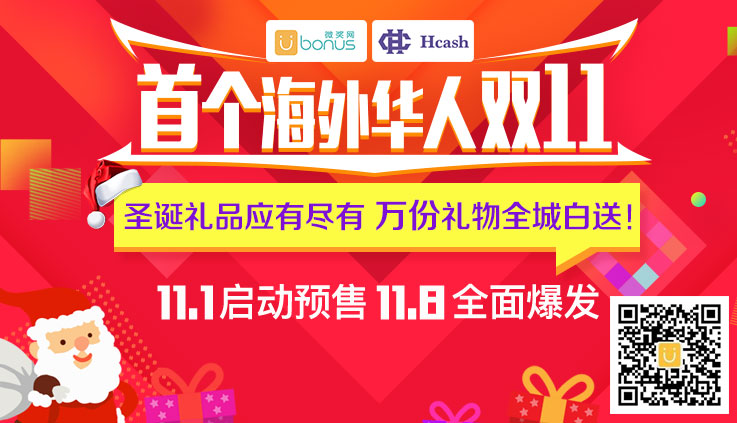 微奖网
bonus
Hcash
首个海外华人双11
圣诞礼品应有尽有 万份礼物全城白送!
11.1启动预售 11.8全面爆发